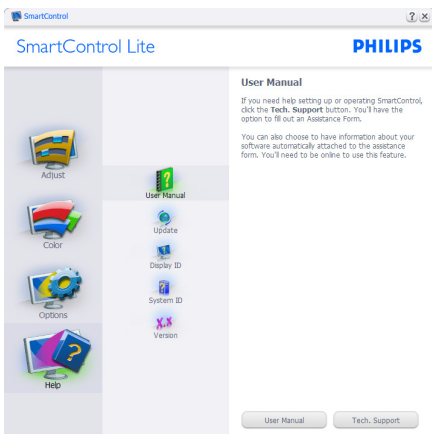 SmartControl
SmartControl Lite
PHILIPS
Adjust
Color
Options
Help
User Manual
Update
Display ID
System ID
X.X
Version
User Manual
If you need help setting up or operating SmartControl,
click the Tech. Support button. You'll have the
option to fill out an Assistance Form.
You can also choose to have information about your
software automatically attached to the assistance
form. You'll need to be online to use this feature.
User Manual
Tech. Support